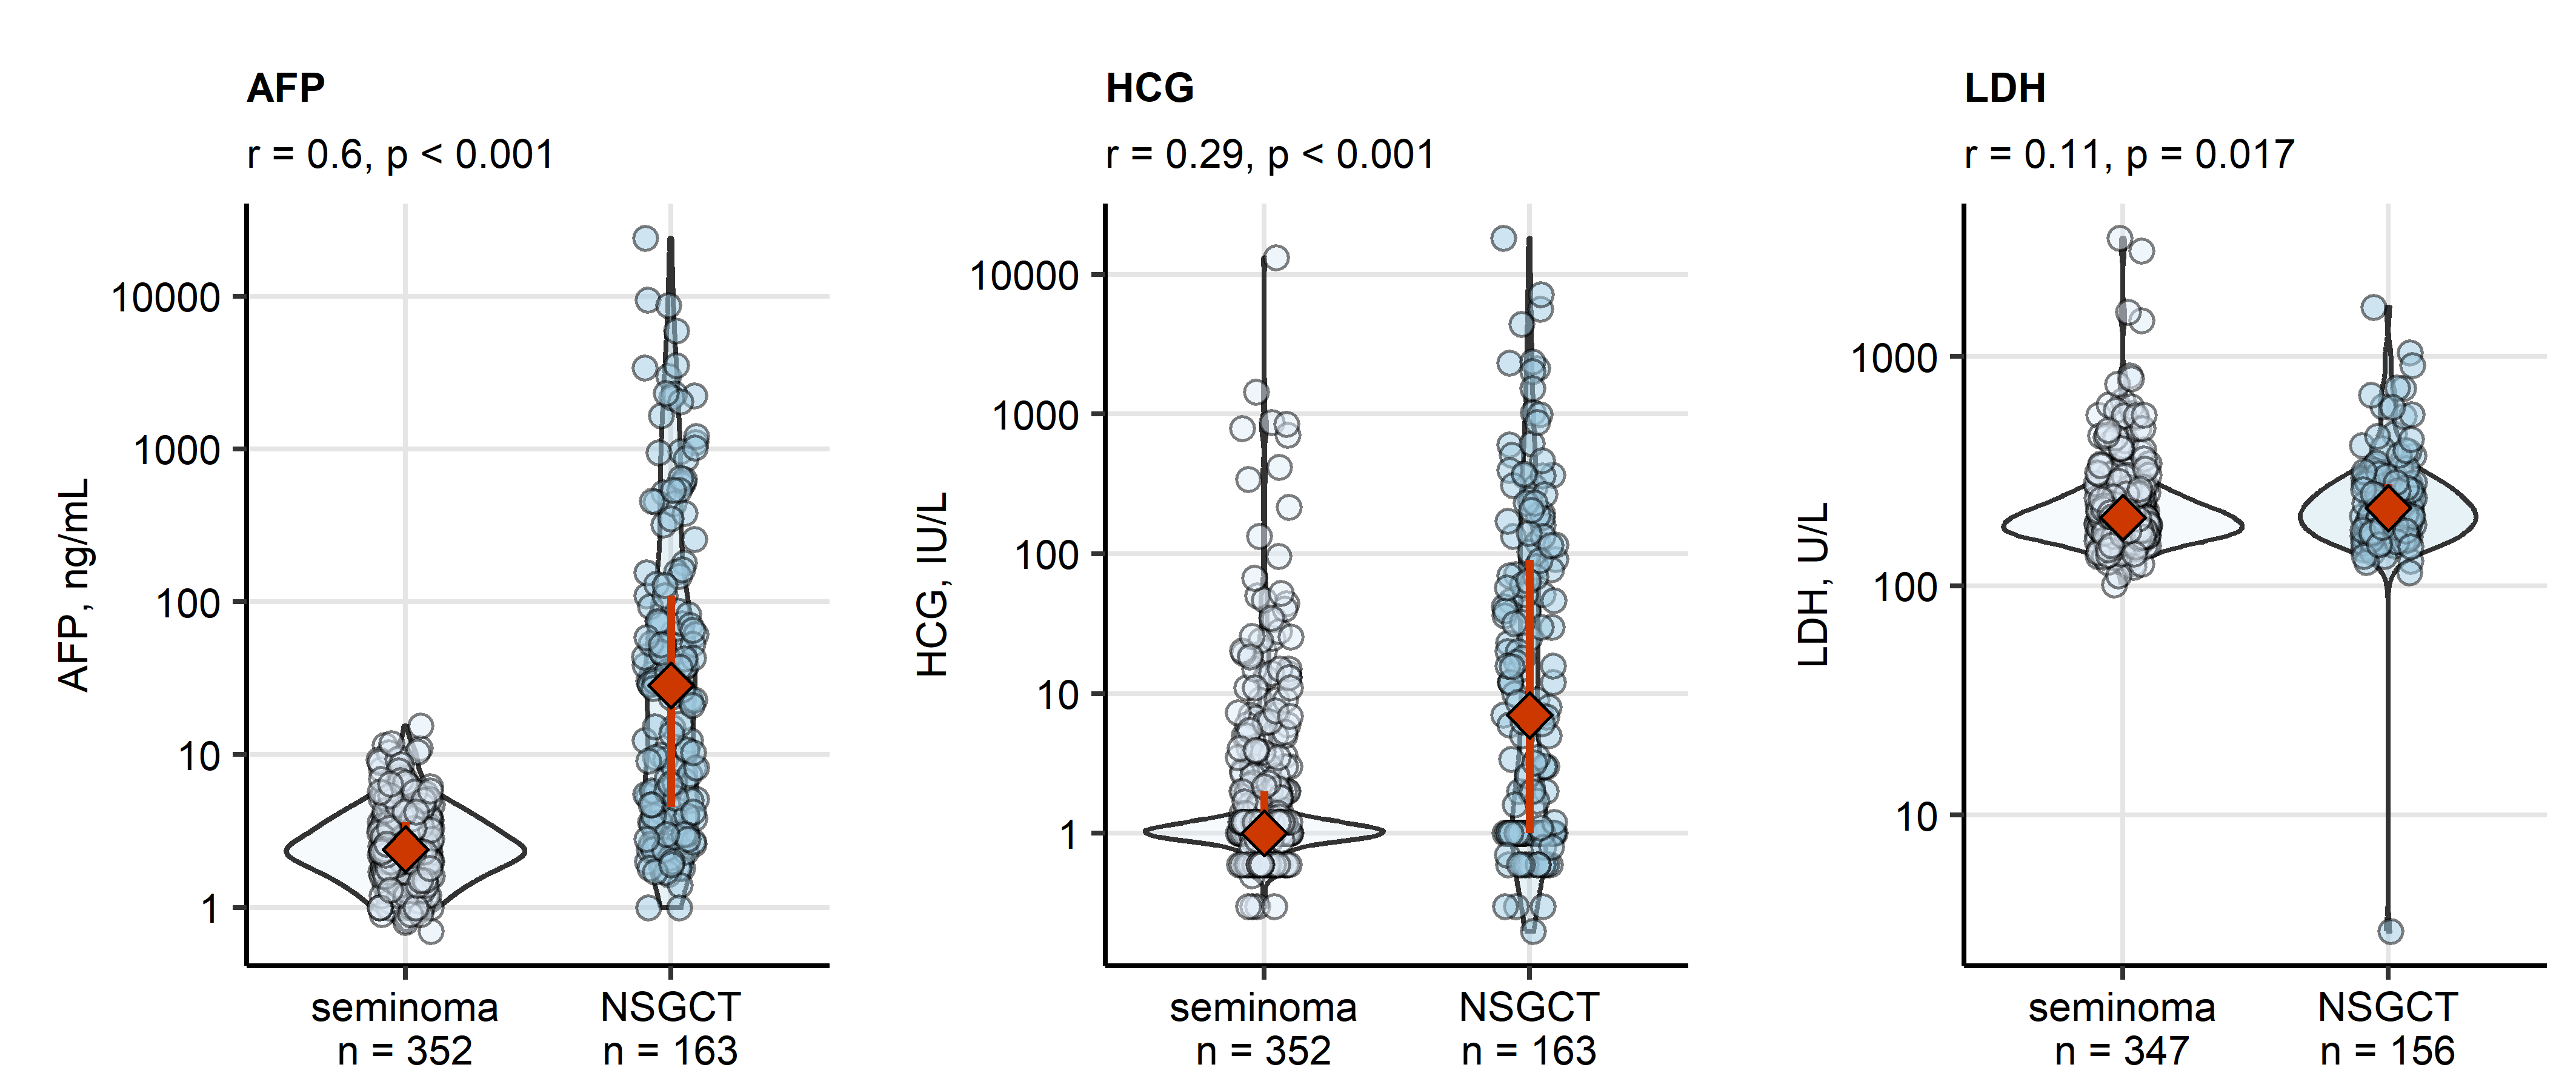 AFP
r = 0.6, p < 0.001
AFP, ng/mL
10000
1000
100
10
1
seminoma
n = 352
NSGCT
n = 163
HCG
r = 0.29, p < 0.001
HCG, IU/L
10000
1000
100
10
1
seminoma
n = 352
NSGCT
n = 163
LDH
r = 0.11, p = 0.017
LDH, U/L
1000
100
10
seminoma
n = 347
NSGCT
n = 156